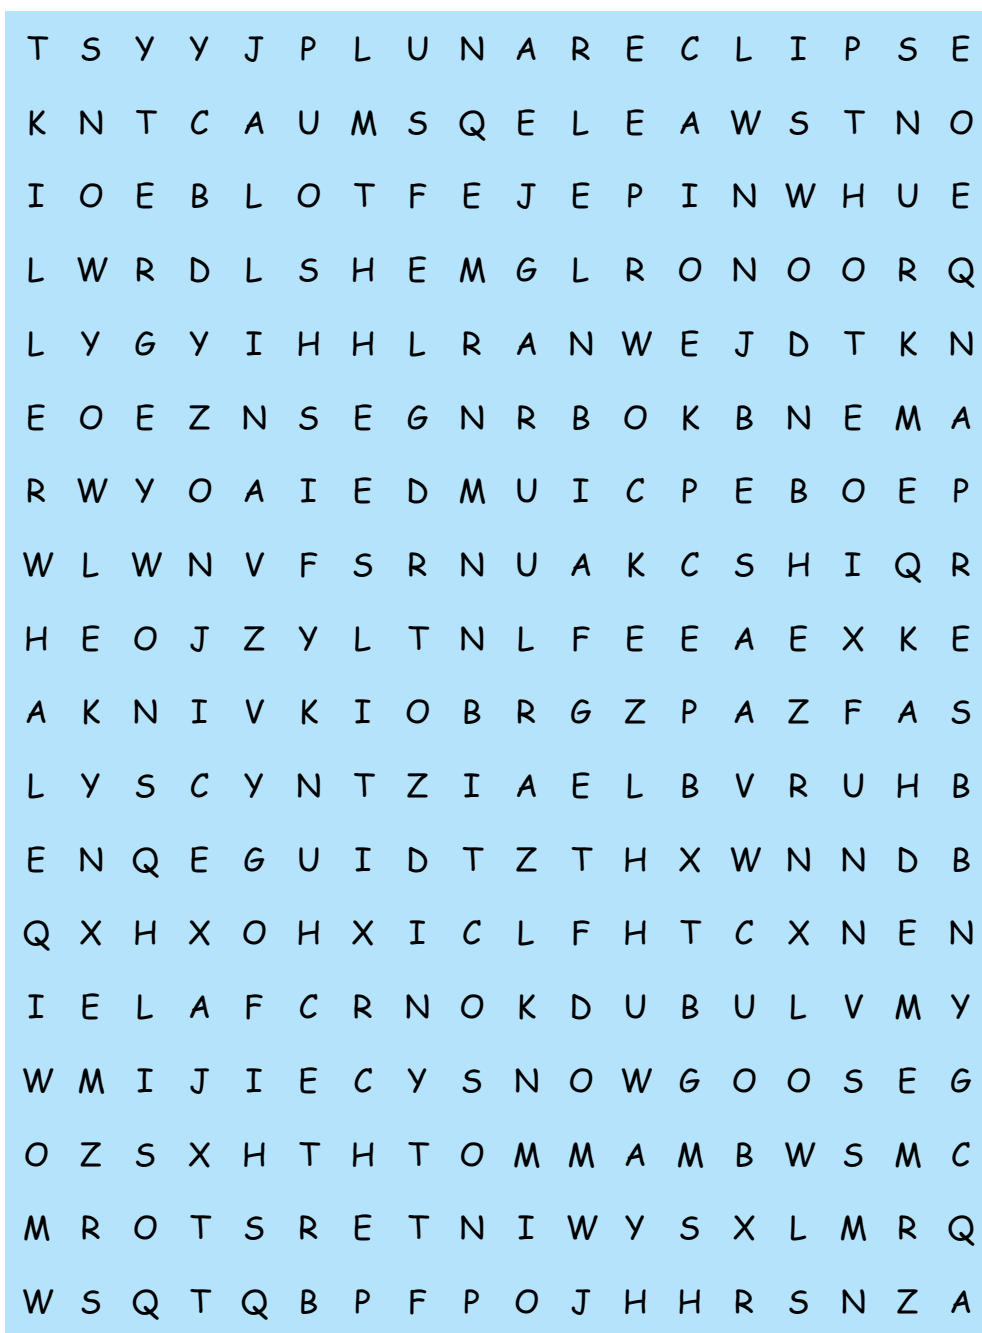 T S Y Y J P L U N A R E C L I P S E
K N T C A U M S Q E L E A W S T N O
I O E B L O T F E J E P I N W H U E
L W R D L S H E M G L R O N O O R Q
L Y G Y I H H L R A N W E J D T K N
E O E Z N S E G N R B O K B N E M A
R W Y O A I E D M U I C P E B O E P
W L W N V F S R N U A K C S H I Q R
H E O J Z Y L T N L F E E A E X K E
A K N I V K I O B R G Z P A Z F A S
L Y S C Y N T Z I A E L B V R U H B
E N Q E G U I D T Z T H X W N N D B
Q X H X O H X I C L F H T C X N E N
I E L A F C R N O K D U B U L V M Y
W M I J I E C Y S N O W G O O S E G
O Z S X H T H T O M M A M B W S M C
M R O T S R E T N I W Y S X L M R Q
W S Q T Q B P F P O J H H R S N Z A